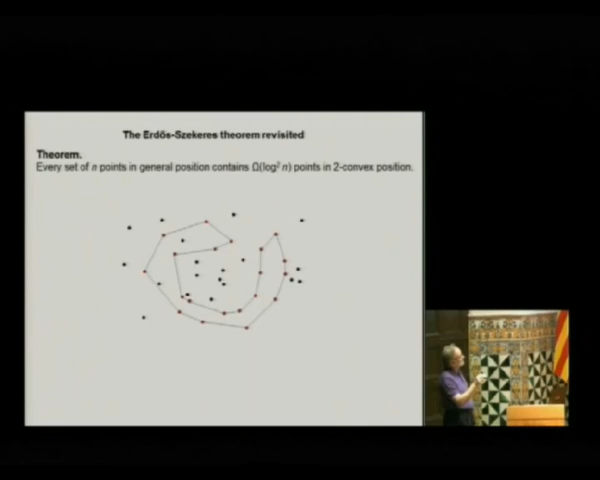 The Erdős-Szekeres theorem revisited
Theorem.
Every set of n points in general position contains Ω(log² n) points in 2-convex position.